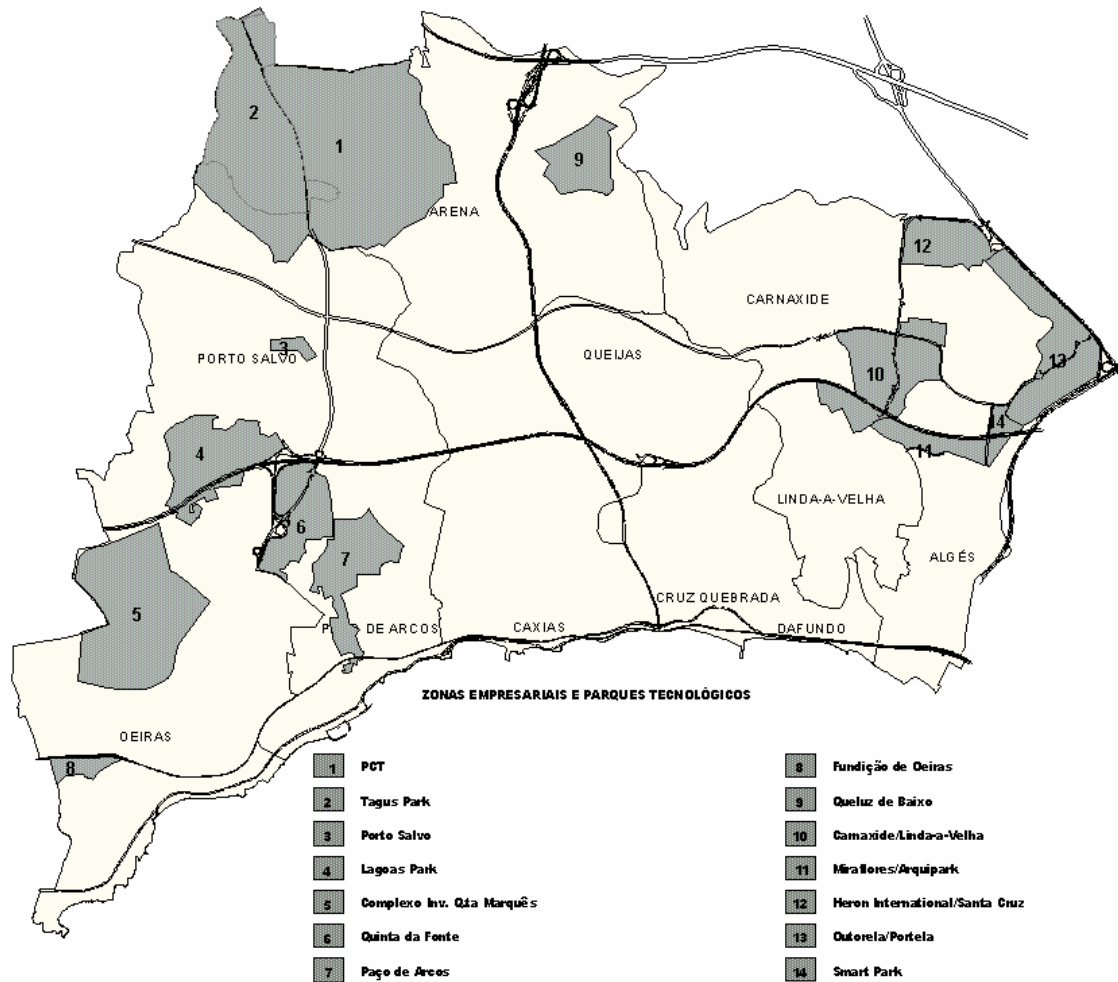 2
1
9
ARENA
12
CARNAXIDE
3
PORTO SALVO
QUEIJAS
10
13
14
4
11
LINDA-A-VELHA
6
7
ALGÉS
5
CRUZ QUEBRADA
DE ARCOS
CAXIAS
DAFUNDO
ZONAS EMPRESARIAIS E PARQUES TECNOLÓGICOS
OEIRAS
8
1 PCT
2 Tagus Park
3 Porto Salvo
4 Lagoas Park
5 Complexo Inv. Qta Marquês
6 Quinta da Fonte
7 Paço de Arcos
8 Fundição de Oeiras
9 Queluz de Baixo
10 Carnaxide/Linda-a-Velha
11 Miraflores/Arquipark
12 Heron International/Santa Cruz
13 Outorela/Portela
14 Smart Park